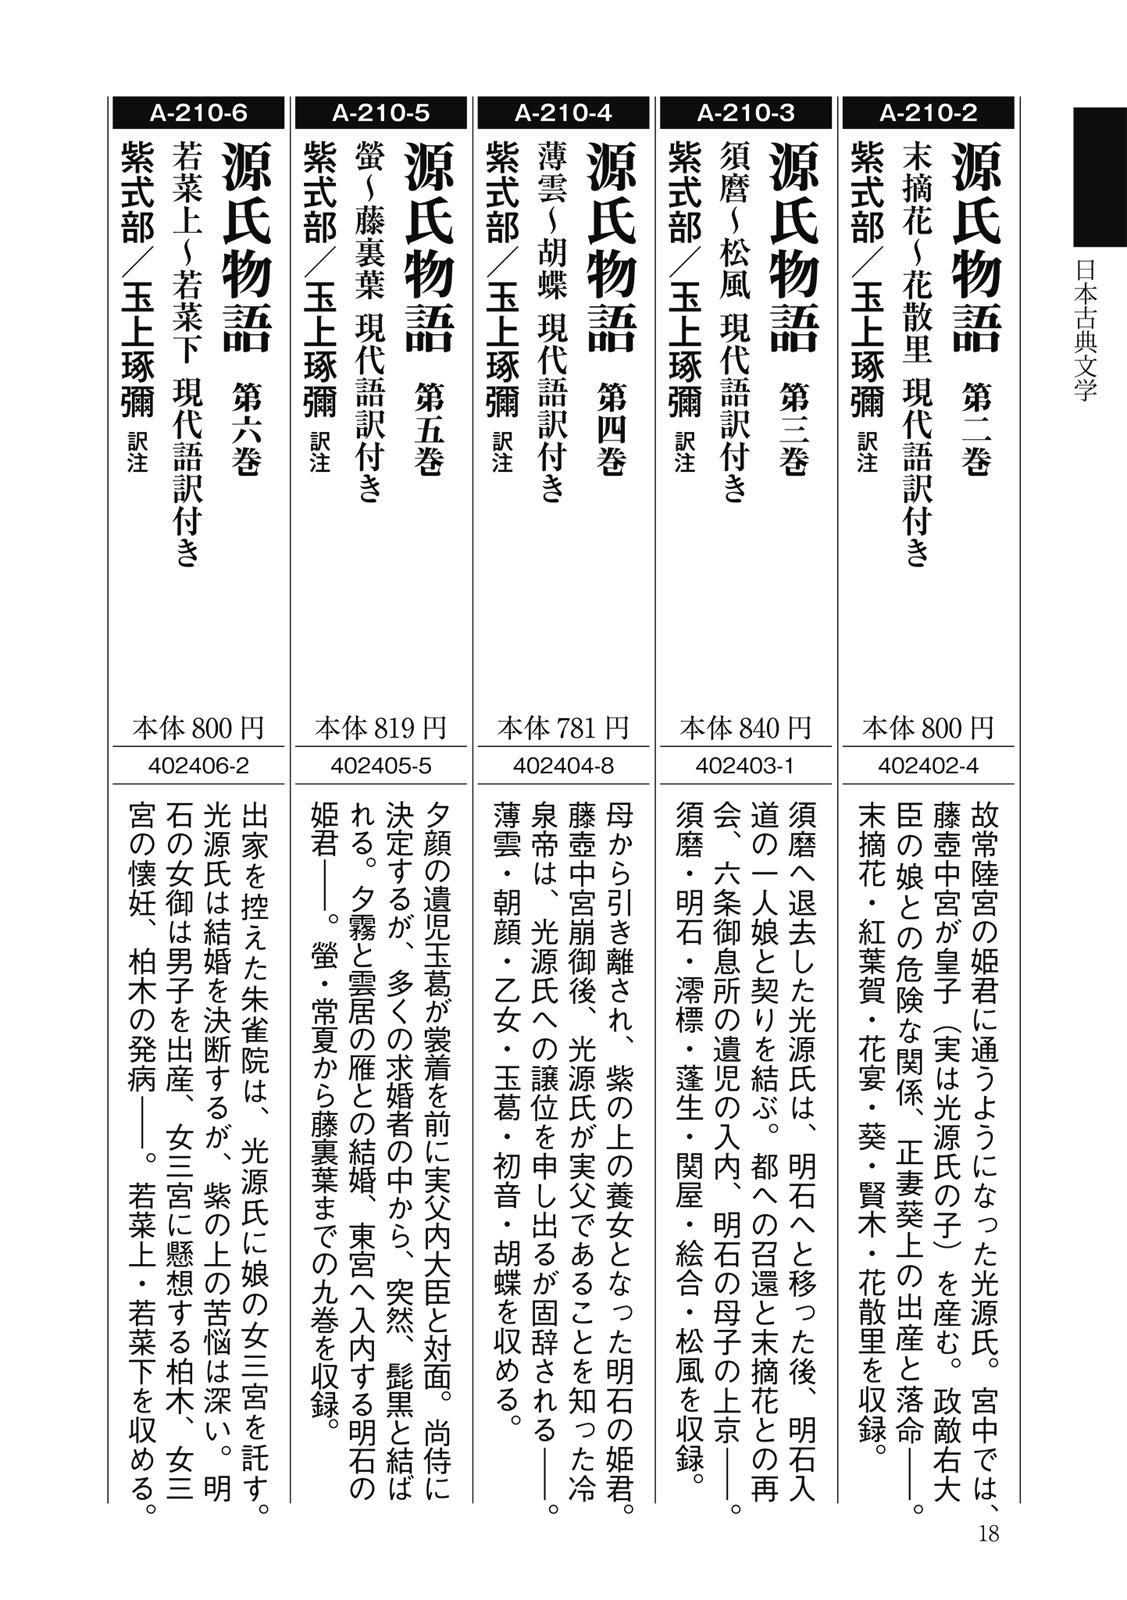 日本古典文学
A-210-2
源氏物語 第二巻
末摘花〜花散里 現代語訳付き
紫式部／玉上琢彌 訳注
本体 800 円
402402-4
故常陸宮の姫君に通うようになった光源氏。宮中では、
藤壺中宮が皇子（実は光源氏の子）を産む。政敵右大
臣の娘との危険な関係、正妻葵上の出産と落命――。
末摘花・紅葉賀・花宴・葵・賢木・花散里を収録。
A-210-3
源氏物語 第三巻
須磨〜松風 現代語訳付き
紫式部／玉上琢彌 訳注
本体 840 円
402403-1
須磨へ退去した光源氏は、明石へと移った後、明石入
道の一人娘と契りを結ぶ。都への召還と末摘花との再
会、六条御息所の遺児の入内、明石の母子の上京――。
須磨・明石・澪標・蓬生・関屋・絵合・松風を収録。
A-210-4
源氏物語 第四巻
薄雲〜胡蝶 現代語訳付き
紫式部／玉上琢彌 訳注
本体 781 円
402404-8
母から引き離され、紫の上の養女となった明石の姫君。
藤壺中宮崩御後、光源氏が実父であることを知った冷
泉帝は、光源氏への譲位を申し出るが固辞される――。
薄雲・朝顔・乙女・玉葛・初音・胡蝶を収める。
A-210-5
源氏物語 第五巻
螢〜藤裏葉 現代語訳付き
紫式部／玉上琢彌 訳注
本体 819 円
402405-5
夕顔の遺児玉葛が裳着を前に実父内大臣と対面。尚侍に
決定するが、多くの求婚者の中から、突然、髭黒と結ば
れる。夕霧と雲居の雁との結婚、東宮へ入内する明石の
姫君――。螢・常夏から藤裏葉までの九巻を収録。
A-210-6
源氏物語 第六巻
若菜上〜若菜下 現代語訳付き
紫式部／玉上琢彌 訳注
本体 800 円
402406-2
出家を控えた朱雀院は、光源氏に娘の女三宮を託す。
光源氏は結婚を決断するが、紫の上の苦悩は深い。明
石の女御は男子を出産、女三宮に懸想する柏木、女三
宮の懐妊、柏木の発病――。若菜上・若菜下を収める。
18